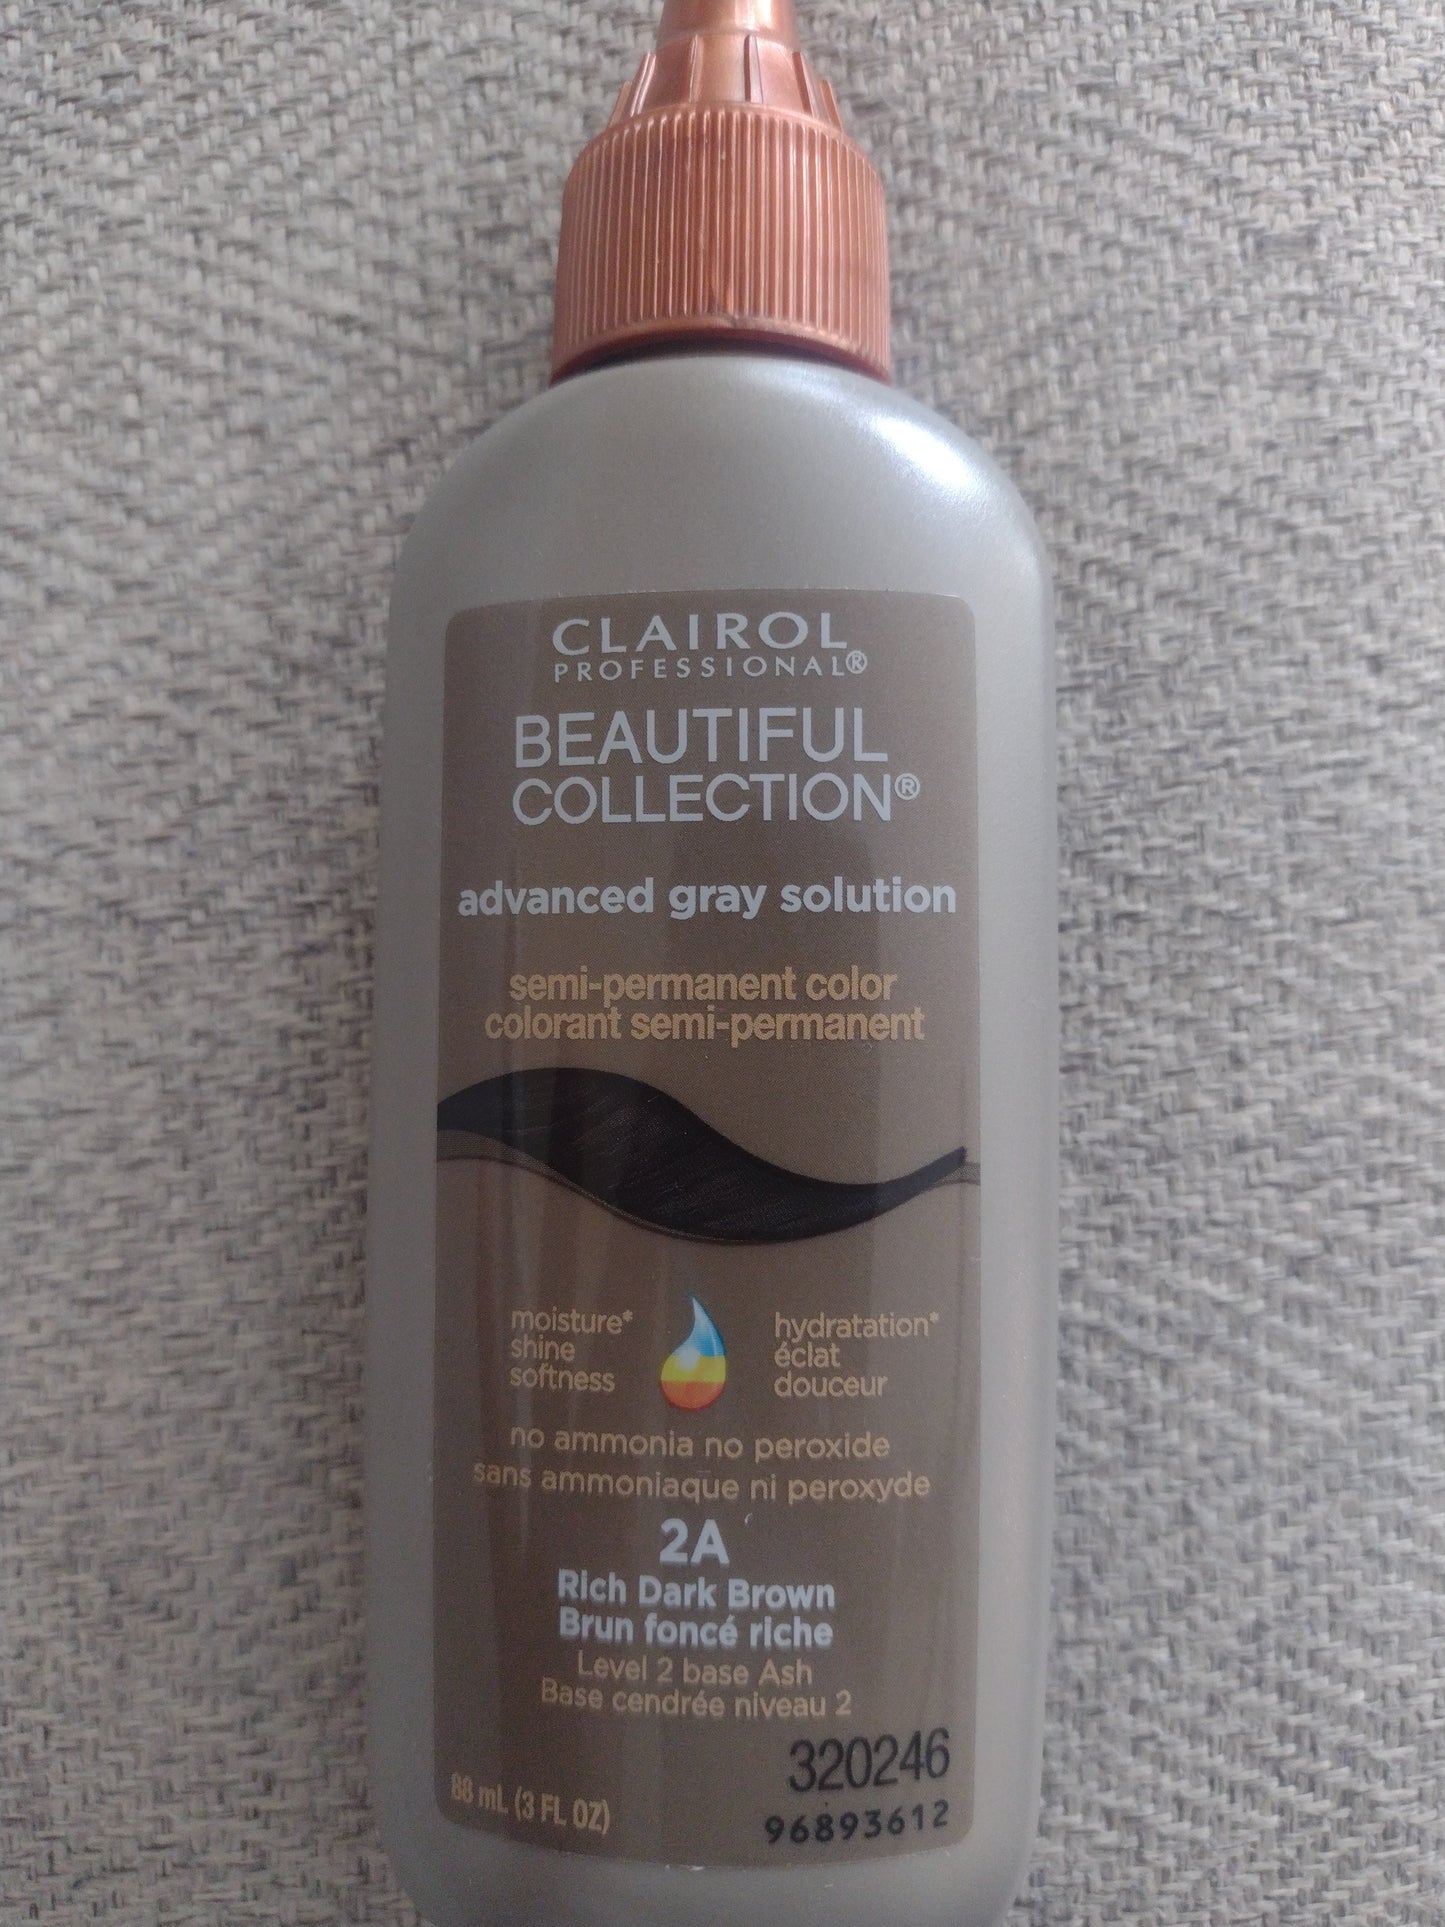 CLAIROL
PROFESSIONAL®
BEAUTIFUL
COLLECTION®
advanced gray solution
semi-permanent color
colorant semi-permanent
moisture*
shine
softness
hydratation*
éclat
douceur
no ammonia no peroxide
sans ammoniaque ni peroxyde
2A
Rich Dark Brown
Brun foncé riche
Level 2 base Ash
Base cendrée niveau 2
320246
88 mL (3 FL OZ)
96893612